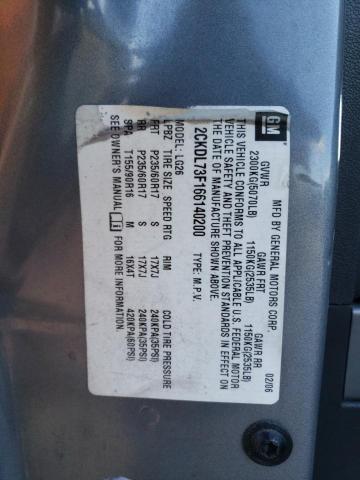 GM
MFD BY GENERAL MOTORS CORP. 02/06
GVWR GAWR FRT GAWR RR
2300KG(5070LB) 1150KG(2535LB) 1150KG(2535LB)
THIS VEHICLE CONFORMS TO ALL APPLICABLE U.S. FEDERAL MOTOR
VEHICLE SAFETY AND THEFT PREVENTION STANDARDS IN EFFECT ON
THE DATE OF MANUFACTURE SHOWN ABOVE.
2CKDL73F166140200 TYPE: M.P.V.
MODEL: LG26
LPBZ TIRE SIZE SPEED RTG RIM COLD TIRE PRESSURE
FRT P235/60R17 S 17X7J 240KPA(35PSI)
RR P235/60R17 S 17X7J 240KPA(35PSI)
SPA T155/90R16 M 16X4T 420KPA(60PSI)
SEE OWNER'S MANUAL FOR MORE INFORMATION.